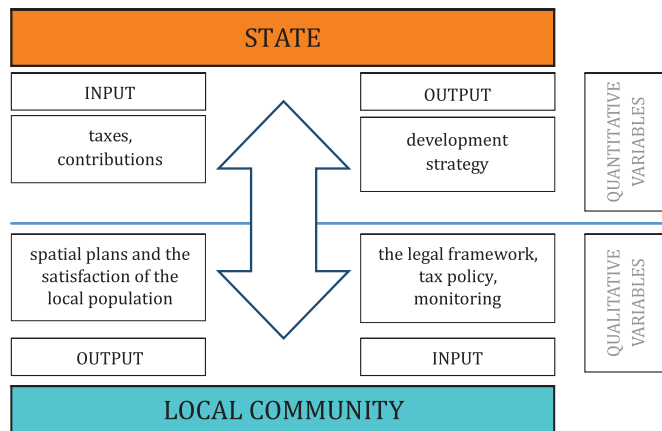 STATE
INPUT
OUTPUT
taxes,
contributions
development
strategy
QUANTITATIVE
VARIABLES
spatial plans and the
satisfaction of the
local population
the legal framework,
tax policy,
monitoring
QUALITATIVE
VARIABLES
OUTPUT
INPUT
LOCAL COMMUNITY